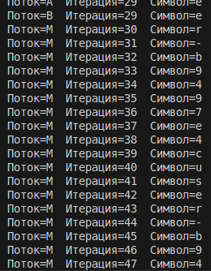 Поток=A Итерация=29 Символ=e
Поток=B Итерация=29 Символ=e
Поток=M Итерация=30 Символ=r
Поток=M Итерация=31 Символ=-
Поток=M Итерация=32 Символ=b
Поток=M Итерация=33 Символ=9
Поток=M Итерация=34 Символ=4
Поток=M Итерация=35 Символ=9
Поток=M Итерация=36 Символ=7
Поток=M Итерация=37 Символ=e
Поток=M Итерация=38 Символ=4
Поток=M Итерация=39 Символ=c
Поток=M Итерация=40 Символ=u
Поток=M Итерация=41 Символ=s
Поток=M Итерация=42 Символ=e
Поток=M Итерация=43 Символ=r
Поток=M Итерация=44 Символ=-
Поток=M Итерация=45 Символ=b
Поток=M Итерация=46 Символ=9
Поток=M Итерация=47 Символ=4